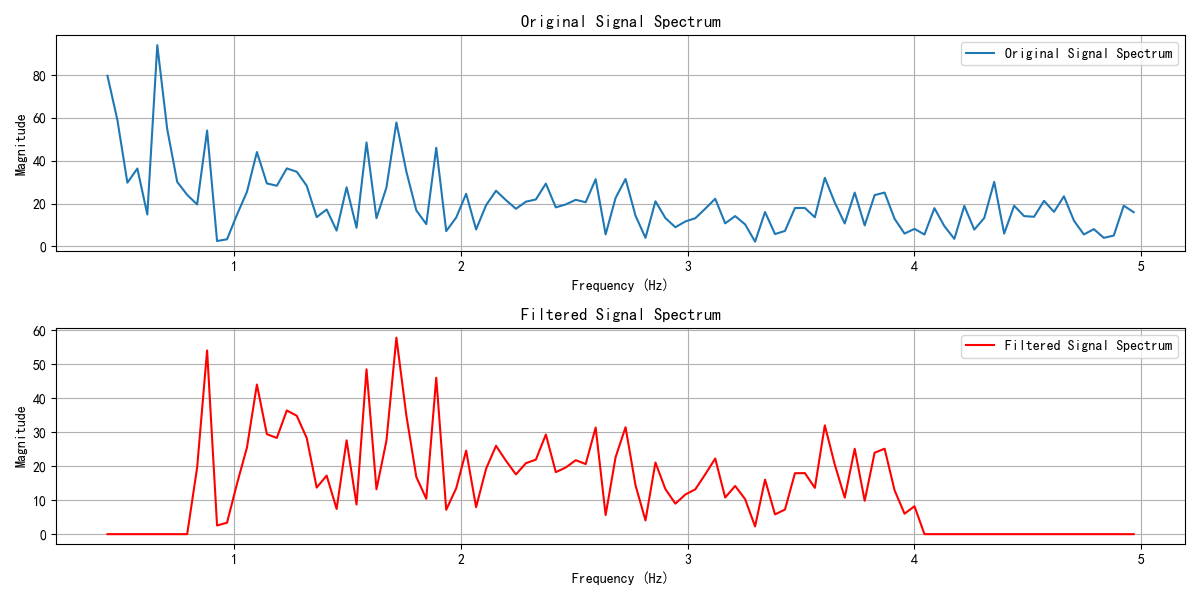 Original Signal Spectrum
Original Signal Spectrum
Magnitude
80
60
40
20
0
1 2 3 4 5
Frequency (Hz)
Filtered Signal Spectrum
Filtered Signal Spectrum
Magnitude
60
50
40
30
20
10
0
1 2 3 4 5
Frequency (Hz)